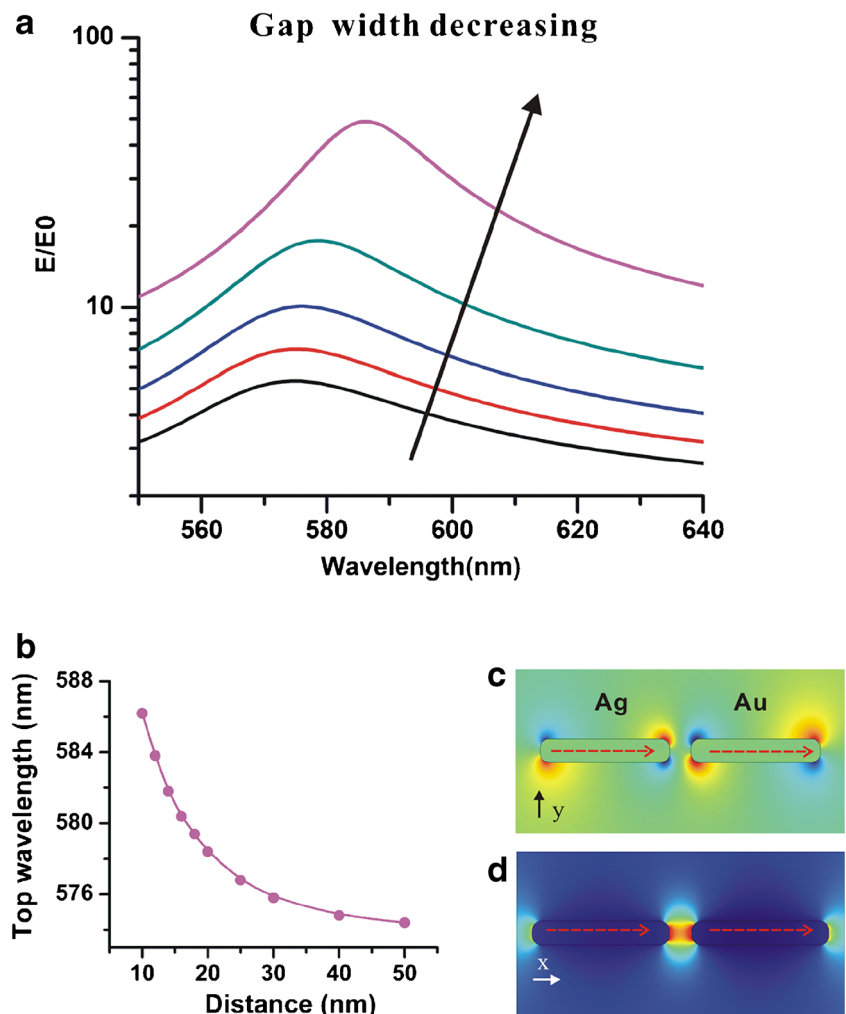 a
Gap width decreasing
100
10
E/E0
560 580 600 620 640
Wavelength(nm)
b
588
584
580
576
Top wavelength (nm)
10 20 30 40 50
Distance (nm)
c
Ag Au
y
d
x